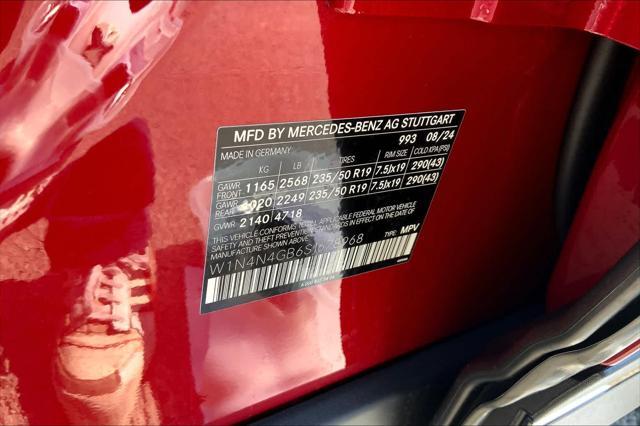 MFD BY MERCEDES-BENZ AG STUTTGART
993 08/24
MADE IN GERMANY
KG LB TIRES RIM SIZE COLD KPA(PSI)
GAWR FRONT 1165 2568 235/50 R19 7.5Jx19 290(43)
GAWR REAR 2249 235/50 R19 7.5Jx19 290(43)
GVWR 2140 4718
THIS VEHICLE CONFORMS TO ALL APPLICABLE FEDERAL MOTOR VEHICLE
SAFETY AND THEFT PREVENTION STANDARDS IN EFFECT ON THE DATE OF
MANUFACTURE SHOWN ABOVE.
TYPE: MPV